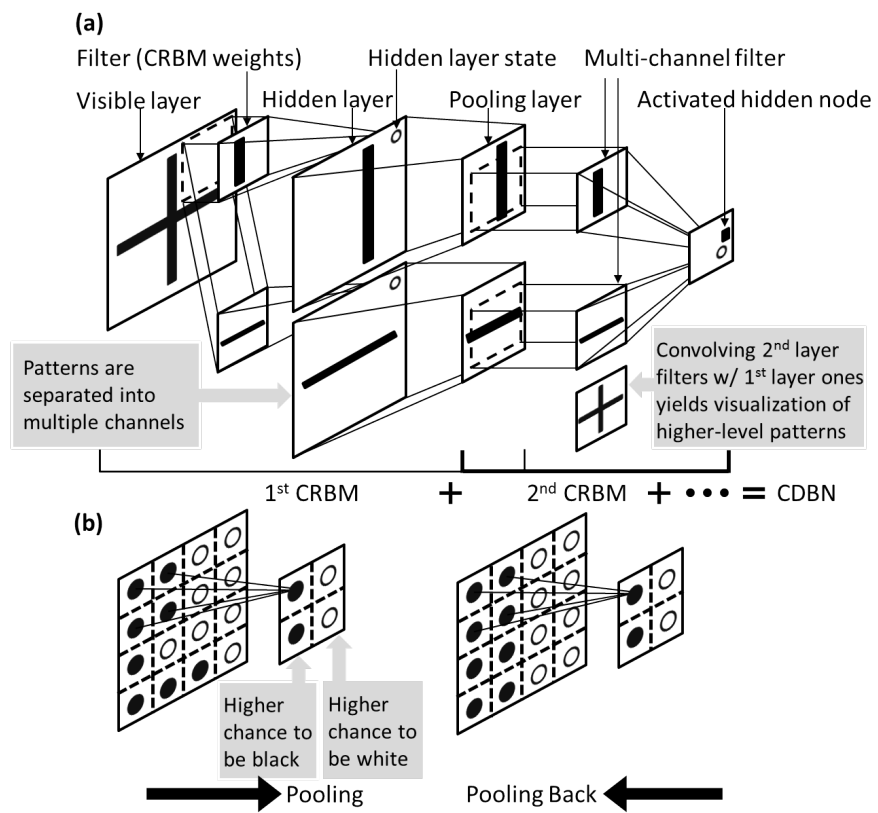 (a)
Filter (CRBM weights)
Hidden layer state
Multi-channel filter
Visible layer
Hidden layer
Pooling layer
Activated hidden node
Patterns are
separated into
multiple channels
Convolving 2nd layer
filters w/ 1st layer ones
yields visualization of
higher-level patterns
1st CRBM + 2nd CRBM + ••• = CDBN
(b)
Higher
chance to
be black
Higher
chance to
be white
Pooling
Pooling Back